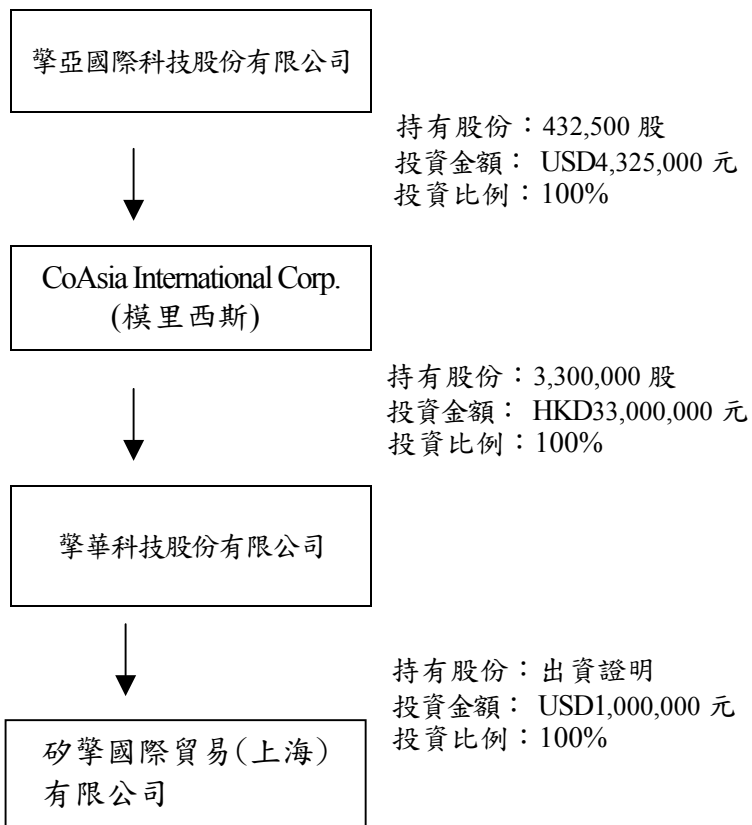 擎亞國際科技股份有限公司
持有股份：432,500 股
投資金額： USD4,325,000 元
投資比例：100%
CoAsia International Corp.
(模里西斯)
持有股份：3,300,000 股
投資金額： HKD33,000,000 元
投資比例：100%
擎華科技股份有限公司
持有股份：出資證明
投資金額： USD1,000,000 元
投資比例：100%
矽擎國際貿易(上海)
有限公司